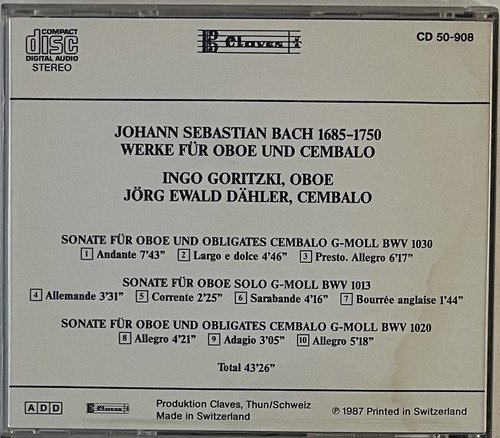 COMPACT
disc
DIGITAL AUDIO
STEREO
Claves
CD 50-908
JOHANN SEBASTIAN BACH 1685–1750
WERKE FÜR OBOE UND CEMBALO
INGO GORITZKI, OBOE
JÖRG EWALD DÄHLER, CEMBALO
SONATE FÜR OBOE UND OBLIGATES CEMBALO G-MOLL BWV 1030
1 Andante 7'43" 2 Largo e dolce 4'46" 3 Presto. Allegro 6'17"
SONATE FÜR OBOE SOLO G-MOLL BWV 1013
4 Allemande 3'31" 5 Corrente 2'25" 6 Sarabande 4'16" 7 Bourrée anglaise 1'44"
SONATE FÜR OBOE UND OBLIGATES CEMBALO G-MOLL BWV 1020
8 Allegro 4'21" 9 Adagio 3'05" 10 Allegro 5'18"
Total 43'26"
A D D
Claves
Produktion Claves, Thun/Schweiz
Made in Switzerland
℗ 1987 Printed in Switzerland